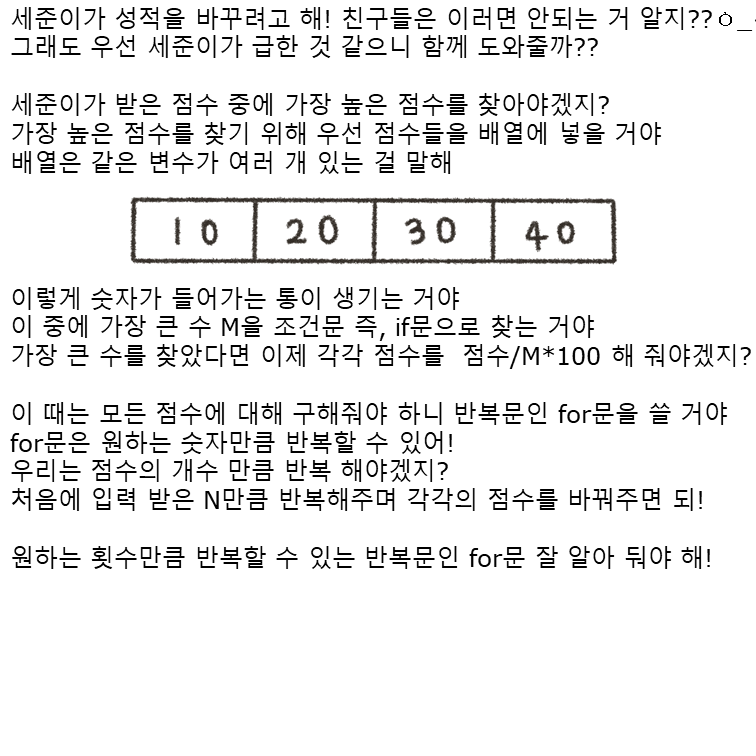 세준이가 성적을 바꾸려고 해! 친구들은 이러면 안되는 거 알지??ㅇ_
그래도 우선 세준이가 급한 것 같으니 함께 도와줄까??
세준이가 받은 점수 중에 가장 높은 점수를 찾아야겠지?
가장 높은 점수를 찾기 위해 우선 점수들을 배열에 넣을 거야
배열은 같은 변수가 여러 개 있는 걸 말해
10 20 30 40
이렇게 숫자가 들어가는 통이 생기는 거야
이 중에 가장 큰 수 M을 조건문 즉, if문으로 찾는 거야
가장 큰 수를 찾았다면 이제 각각 점수를  점수/M*100 해 줘야겠지?
이 때는 모든 점수에 대해 구해줘야 하니 반복문인 for문을 쓸 거야
for문은 원하는 숫자만큼 반복할 수 있어!
우리는 점수의 개수 만큼 반복 해야겠지?
처음에 입력 받은 N만큼 반복해주며 각각의 점수를 바꿔주면 되!
원하는 횟수만큼 반복할 수 있는 반복문인 for문 잘 알아 둬야 해!